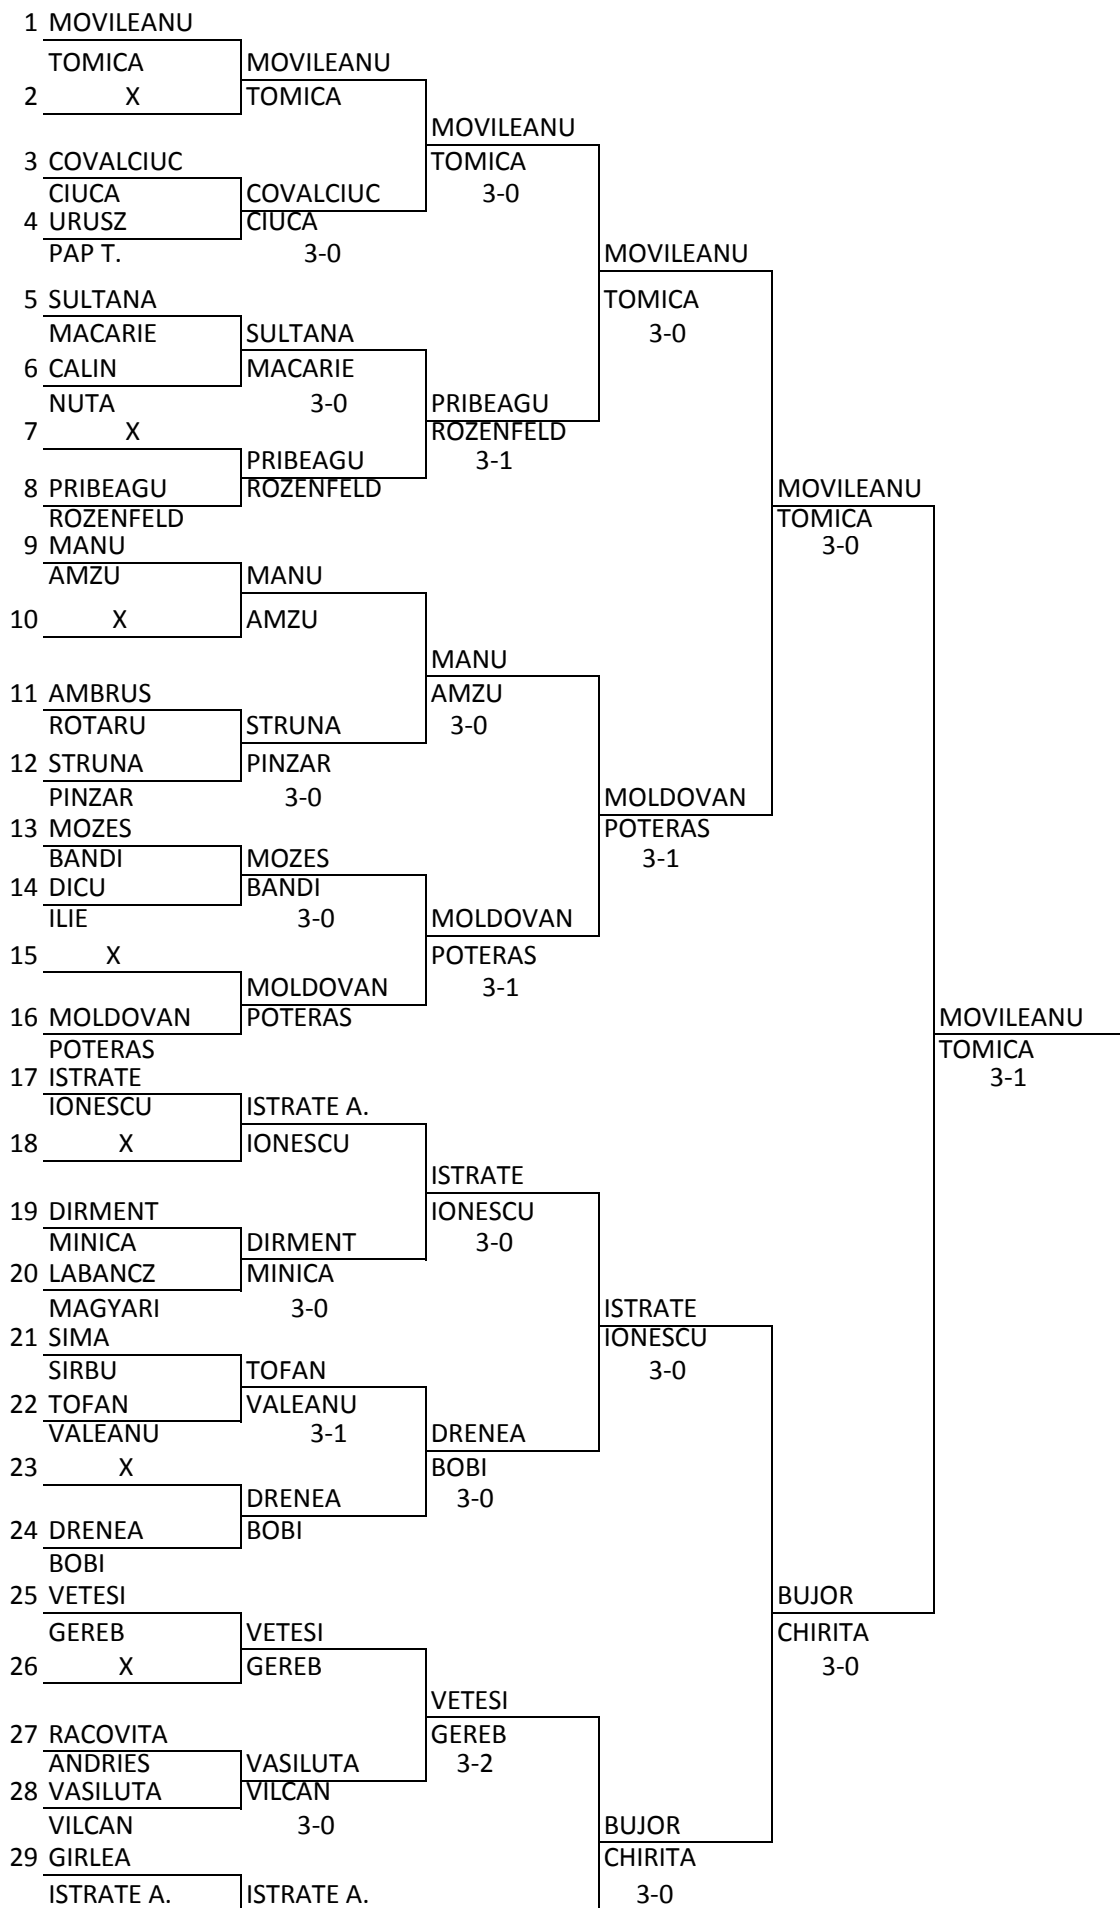 1 MOVILEANU
TOMICA MOVILEANU
2 X TOMICA
MOVILEANU
3 COVALCIUC TOMICA
CIUCA COVALCIUC 3-0
4 URUSZ CIUCA
PAP T. 3-0 MOVILEANU
5 SULTANA TOMICA
MACARIE SULTANA 3-0
6 CALIN MACARIE
NUTA 3-0 PRIBEAGU
7 X ROZENFELD
PRIBEAGU 3-1
8 PRIBEAGU ROZENFELD MOVILEANU
ROZENFELD TOMICA
9 MANU 3-0
AMZU MANU
10 X AMZU
MANU
11 AMBRUS AMZU
ROTARU STRUNA 3-0
12 STRUNA PINZAR
PINZAR 3-0 MOLDOVAN
13 MOZES POTERAS
BANDI MOZES 3-1
14 DICU BANDI
ILIE 3-0 MOLDOVAN
15 X POTERAS
MOLDOVAN 3-1
16 MOLDOVAN POTERAS MOVILEANU
POTERAS TOMICA
17 ISTRATE 3-1
IONESCU ISTRATE A.
18 X IONESCU
ISTRATE
19 DIRMENT IONESCU
MINICA DIRMENT 3-0
20 LABANCZ MINICA
MAGYARI 3-0 ISTRATE
21 SIMA IONESCU
SIRBU TOFAN 3-0
22 TOFAN VALEANU
VALEANU 3-1 DRENEA
23 X BOBI
DRENEA 3-0
24 DRENEA BOBI
BOBI
25 VETESI BUJOR
GEREB VETESI CHIRITA
26 X GEREB 3-0
VETESI
27 RACOVITA GEREB
ANDRIES VASILUTA 3-2
28 VASILUTA VILCAN
VILCAN 3-0 BUJOR
29 GIRLEA CHIRITA
ISTRATE A. ISTRATE A. 3-0